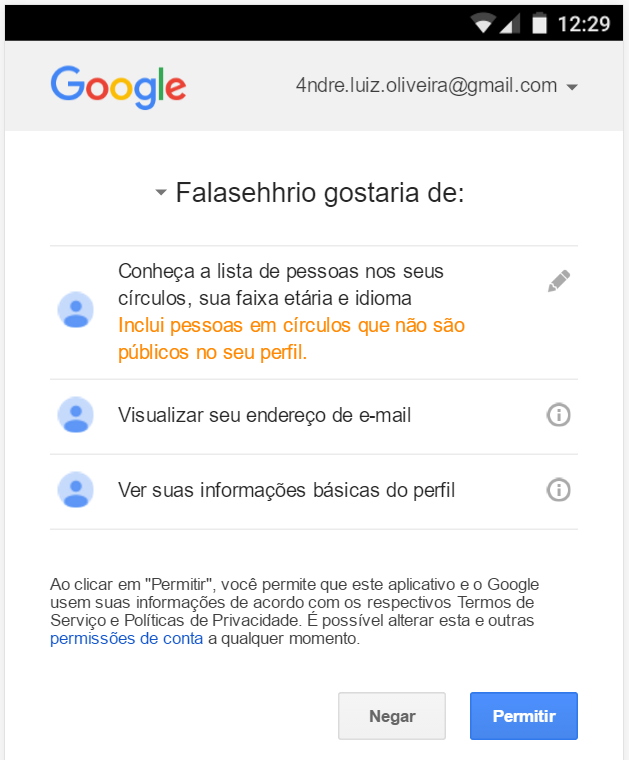 12:29
Google
4ndre.luiz.oliveira@gmail.com
Falasehhrio gostaria de:
Conheça a lista de pessoas nos seus
círculos, sua faixa etária e idioma
Inclui pessoas em círculos que não são
públicos no seu perfil.
Visualizar seu endereço de e-mail
Ver suas informações básicas do perfil
Ao clicar em "Permitir", você permite que este aplicativo e o Google
usem suas informações de acordo com os respectivos Termos de
Serviço e Políticas de Privacidade. É possível alterar esta e outras
permissões de conta a qualquer momento.
Negar
Permitir